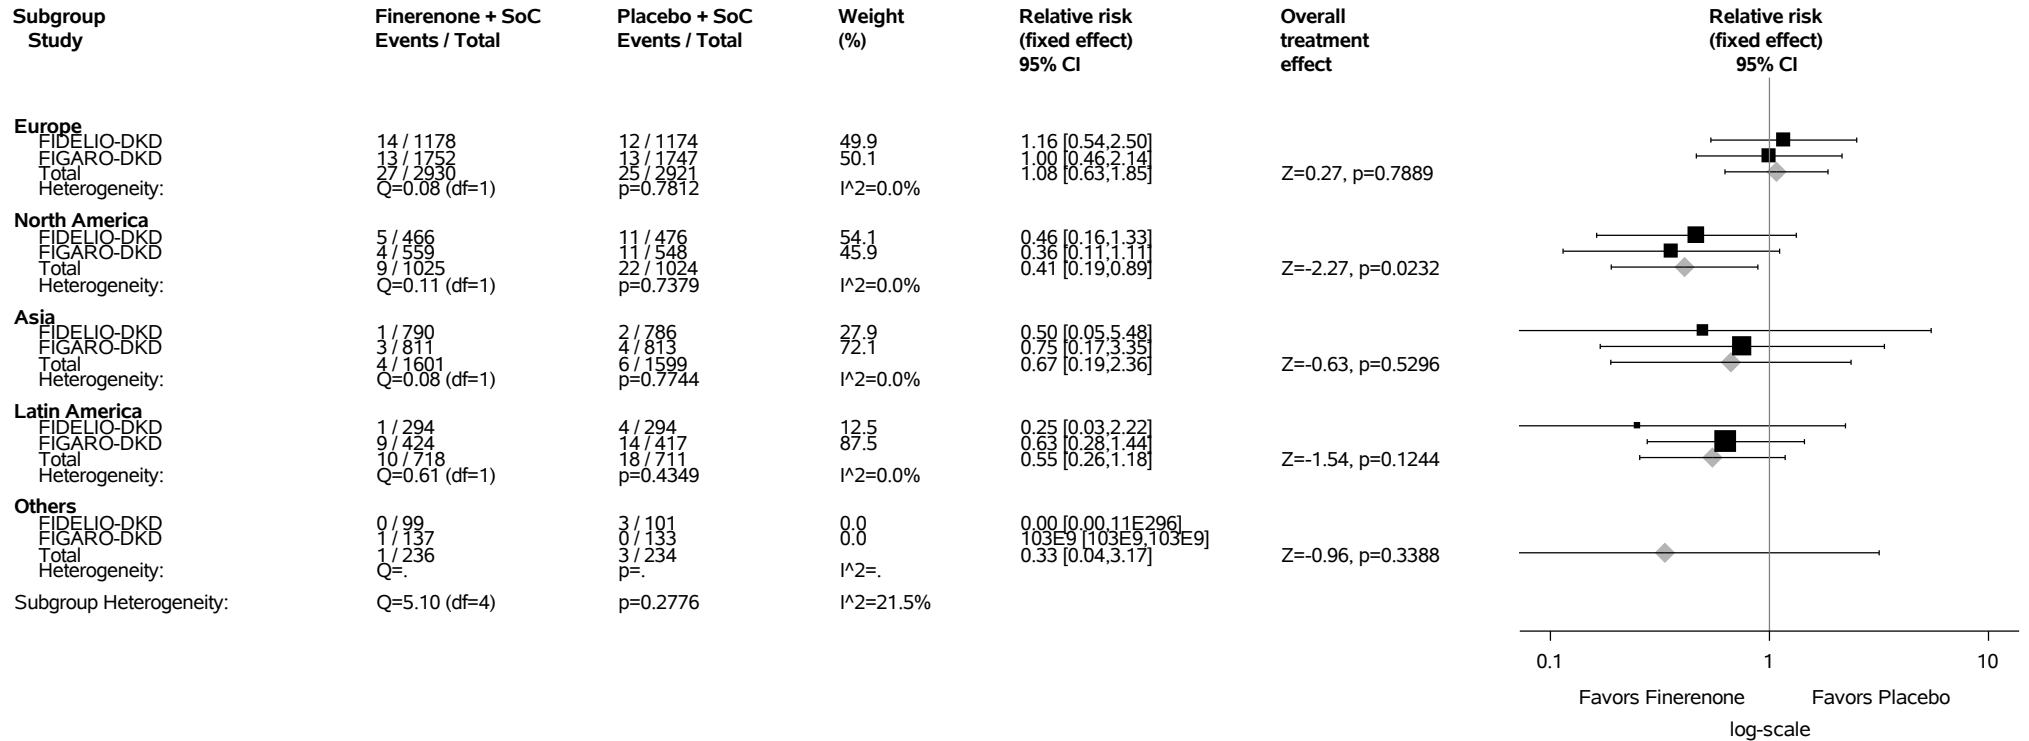 Subgroup Finerenone + SoC Placebo + SoC Weight Relative risk Overall Relative risk
Study Events / Total Events / Total (%) (fixed effect) treatment (fixed effect)
95% CI effect 95% CI
Europe
FIDELIO-DKD 14 / 1178 12 / 1174 49.9 1.16 [0.54,2.50]
FIGARO-DKD 13 / 1752 13 / 1747 50.1 1.00 [0.46,2.14]
Total 27 / 2930 25 / 2921 1.08 [0.63,1.85] Z=0.27, p=0.7889
Heterogeneity: Q=0.08 (df=1) p=0.7812 I^2=0.0%
North America
FIDELIO-DKD 5 / 466 11 / 476 54.1 0.46 [0.16,1.33]
FIGARO-DKD 4 / 559 11 / 548 45.9 0.36 [0.11,1.11]
Total 9 / 1025 22 / 1024 0.41 [0.19,0.89] Z=-2.27, p=0.0232
Heterogeneity: Q=0.11 (df=1) p=0.7379 I^2=0.0%
Asia
FIDELIO-DKD 1 / 790 2 / 786 27.9 0.50 [0.05,5.48]
FIGARO-DKD 3 / 811 4 / 813 72.1 0.75 [0.17,3.35]
Total 4 / 1601 6 / 1599 0.67 [0.19,2.36] Z=-0.63, p=0.5296
Heterogeneity: Q=0.08 (df=1) p=0.7744 I^2=0.0%
Latin America
FIDELIO-DKD 1 / 294 4 / 294 12.5 0.25 [0.03,2.22]
FIGARO-DKD 9 / 424 14 / 417 87.5 0.63 [0.28,1.44]
Total 10 / 718 18 / 711 0.55 [0.26,1.18] Z=-1.54, p=0.1244
Heterogeneity: Q=0.61 (df=1) p=0.4349 I^2=0.0%
Others
FIDELIO-DKD 0 / 99 3 / 101 0.0 0.00 [0.00,11E296]
FIGARO-DKD 1 / 137 0 / 133 0.0 103E9 [103E9,103E9]
Total 1 / 236 3 / 234 0.33 [0.04,3.17] Z=-0.96, p=0.3388
Heterogeneity: Q=. p=. I^2=.
Subgroup Heterogeneity: Q=5.10 (df=4) p=0.2776 I^2=21.5%
0.1 1 10
Favors Finerenone Favors Placebo
log-scale